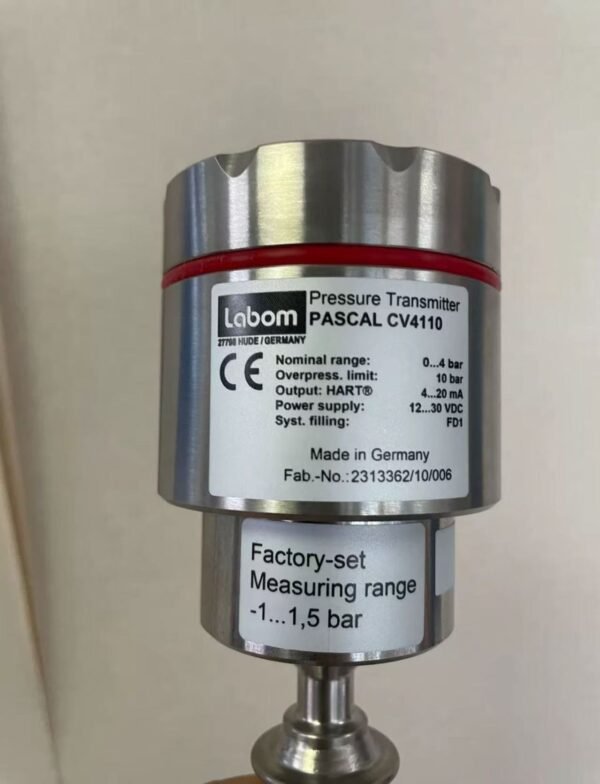 Labom
27798 HUDE / GERMANY
Pressure Transmitter
PASCAL CV4110
CE
Nominal range: 0...4 bar
Overpress. limit: 10 bar
Output: HART® 4...20 mA
Power supply: 12...30 VDC
Syst. filling: FD1
Made in Germany
Fab.-No.:2313362/10/006
Factory-set
Measuring range
-1...1,5 bar